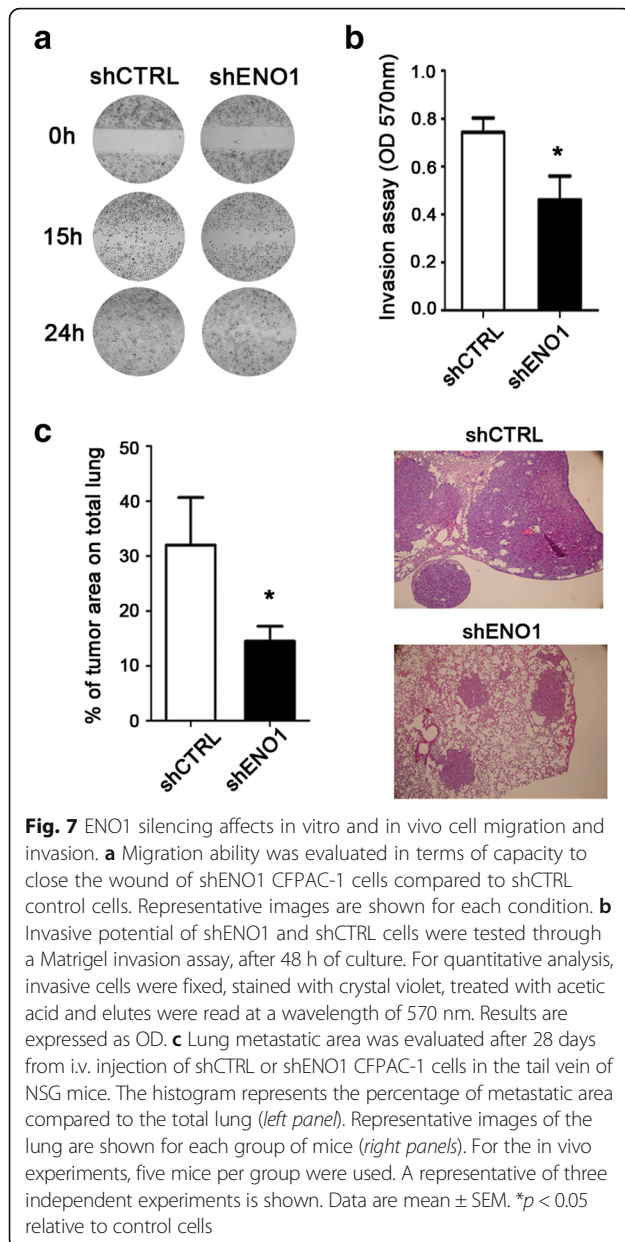 a
shCTRL shENO1
0h
15h
24h
b
Invasion assay (OD 570nm)
1.0
0.8
0.6
0.4
0.2
0.0
*
shCTRL
shENO1
c
% of tumor area on total lung
50
40
30
20
10
0
*
shCTRL
shENO1
shCTRL
shENO1
Fig. 7 ENO1 silencing affects in vitro and in vivo cell migration and
invasion. a Migration ability was evaluated in terms of capacity to
close the wound of shENO1 CFPAC-1 cells compared to shCTRL
control cells. Representative images are shown for each condition. b
Invasive potential of shENO1 and shCTRL cells were tested through
a Matrigel invasion assay, after 48 h of culture. For quantitative analysis,
invasive cells were fixed, stained with crystal violet, treated with acetic
acid and elutes were read at a wavelength of 570 nm. Results are
expressed as OD. c Lung metastatic area was evaluated after 28 days
from i.v. injection of shCTRL or shENO1 CFPAC-1 cells in the tail vein of
NSG mice. The histogram represents the percentage of metastatic area
compared to the total lung (left panel). Representative images of the
lung are shown for each group of mice (right panels). For the in vivo
experiments, five mice per group were used. A representative of three
independent experiments is shown. Data are mean ± SEM. *p < 0.05
relative to control cells